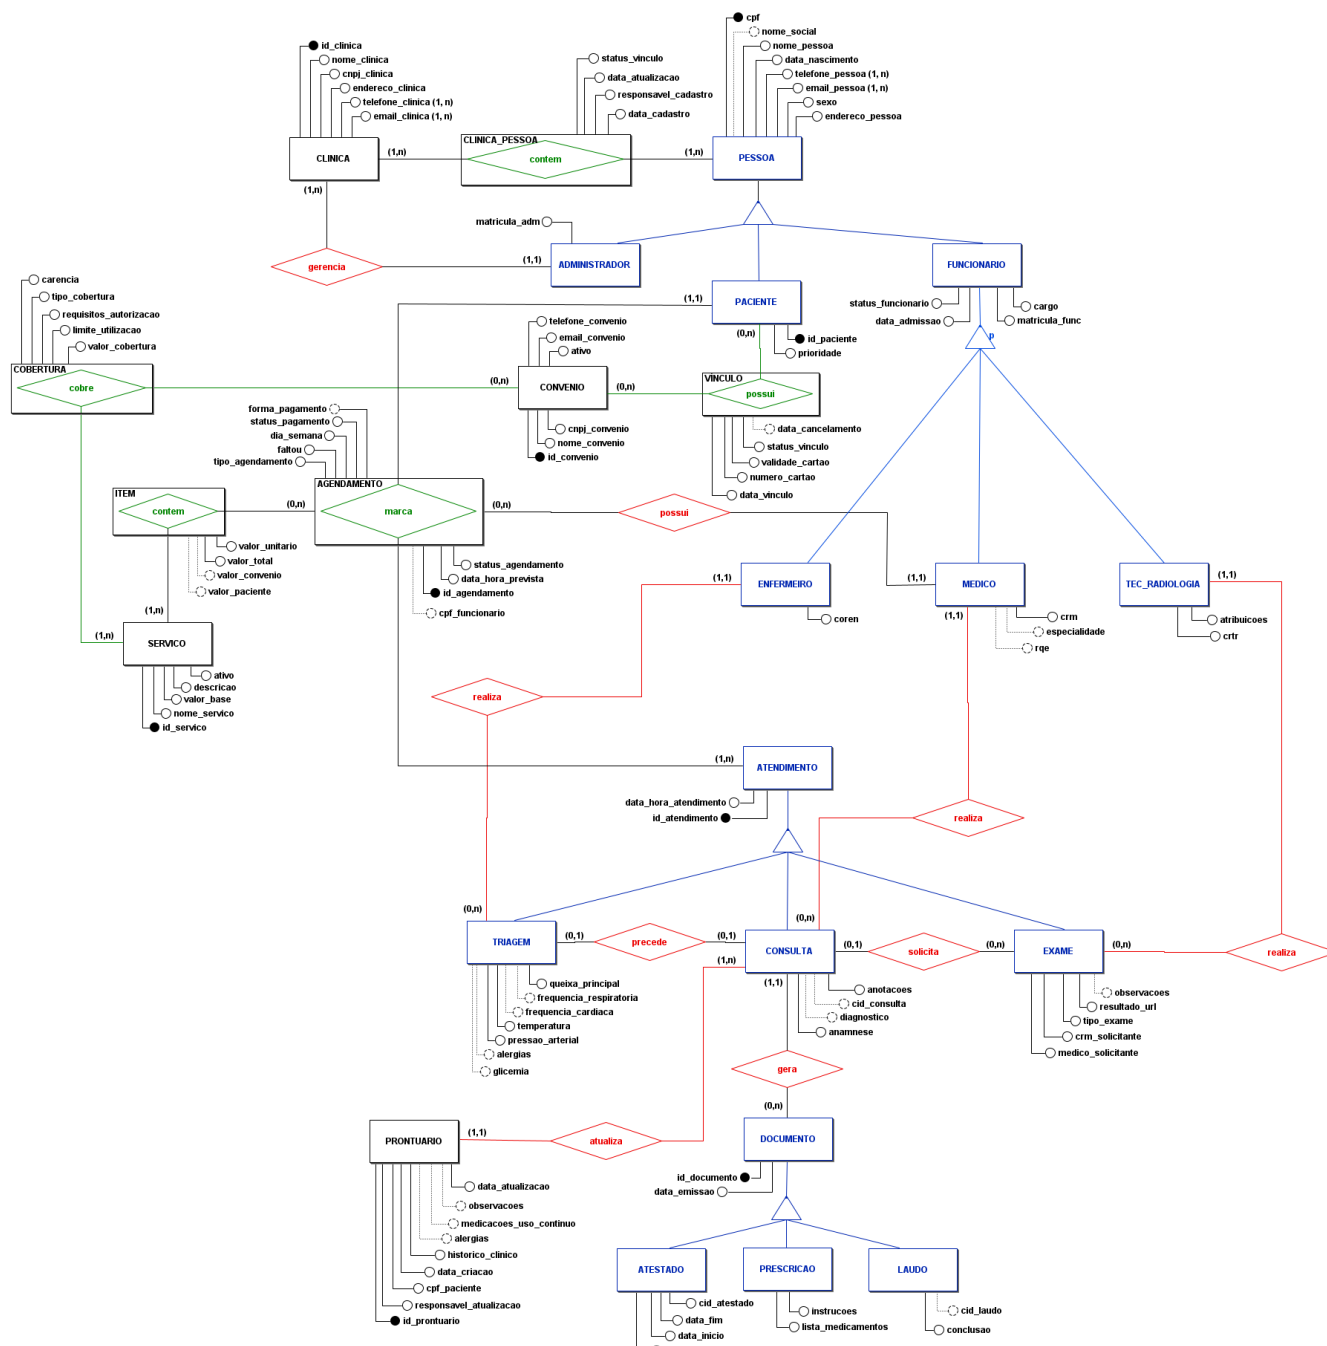 cpf
nome_social
nome_pessoa
data_nascimento
telefone_pessoa (1, n)
email_pessoa (1, n)
sexo
endereco_pessoa
id_clinica
nome_clinica
cnpj_clinica
endereco_clinica
telefone_clinica (1, n)
email_clinica (1, n)
status_vinculo
data_atualizacao
responsavel_cadastro
data_cadastro
CLINICA
(1,n)
CLINICA_PESSOA
contem
(1,n)
PESSOA
(1,n)
matricula_adm
gerencia
(1,1)
ADMINISTRADOR
FUNCIONARIO
status_funcionario
data_admissao
cargo
matricula_func
p
(1,1)
PACIENTE
(0,n)
id_paciente
prioridade
carencia
tipo_cobertura
requisitos_autorizacao
limite_utilizacao
valor_cobertura
COBERTURA
cobre
telefone_convenio
email_convenio
ativo
(0,n)
CONVENIO
(0,n)
VÍNCULO
possui
cnpj_convenio
nome_convenio
id_convenio
data_cancelamento
status_vinculo
validade_cartao
numero_cartao
data_vinculo
forma_pagamento
status_pagamento
dia_semana
faltou
tipo_agendamento
AGENDAMENTO
marca
ITEM
contem
(0,n)
(0,n)
possui
valor_unitario
valor_total
valor_convenio
valor_paciente
status_agendamento
data_hora_prevista
id_agendamento
cpf_funcionario
(1,n)
(1,n)
SERVICO
ativo
descricao
valor_base
nome_servico
id_servico
(1,1)
ENFERMEIRO
coren
(1,1)
MEDICO
(1,1)
crm
especialidade
rqe
TEC_RADIOLOGIA
(1,1)
atribuicoes
crtr
realiza
(1,n)
ATENDIMENTO
data_hora_atendimento
id_atendimento
realiza
(0,n)
TRIAGEM
(0,1)
precede
(0,1)
(0,n)
CONSULTA
(0,1)
solicita
(0,n)
EXAME
(0,n)
realiza
queixa_principal
frequencia_respiratoria
frequencia_cardiaca
temperatura
pressao_arterial
alergias
glicemia
(1,n)
(1,1)
anotacoes
cid_consulta
diagnostico
anamnese
observacoes
resultado_url
tipo_exame
crm_solicitante
medico_solicitante
gera
(0,n)
PRONTUARIO
(1,1)
atualiza
DOCUMENTO
id_documento
data_emissao
data_atualizacao
observações
medicacoes_uso_continuo
alergias
historico_clinico
data_criacao
cpf_paciente
responsavel_atualizacao
id_prontuario
ATESTADO
cid_atestado
data_fim
data_inicio
PRESCRICAO
instrucoes
lista_medicamentos
LAUDO
cid_laudo
conclusao